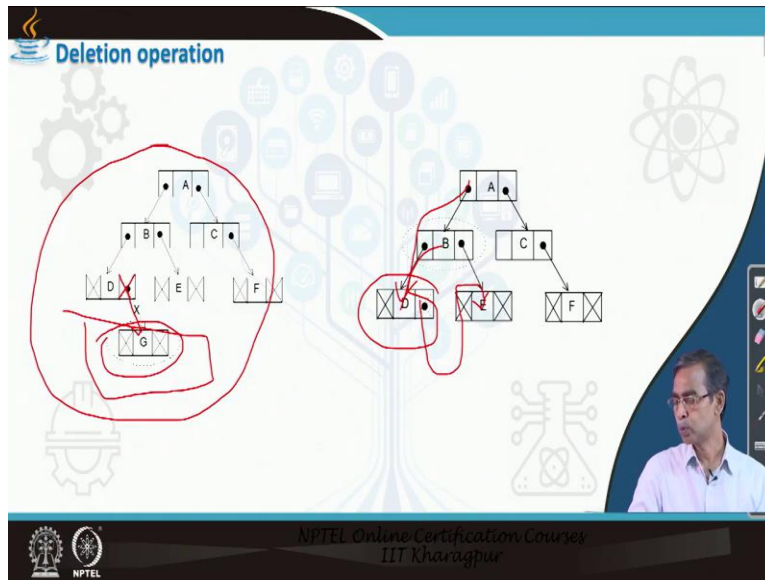 Deletion operation
A
B
C
D
E
F
X
G
A
B
C
D
E
F
NPTEL Online Certification Courses
IIT Kharagpur
NPTEL